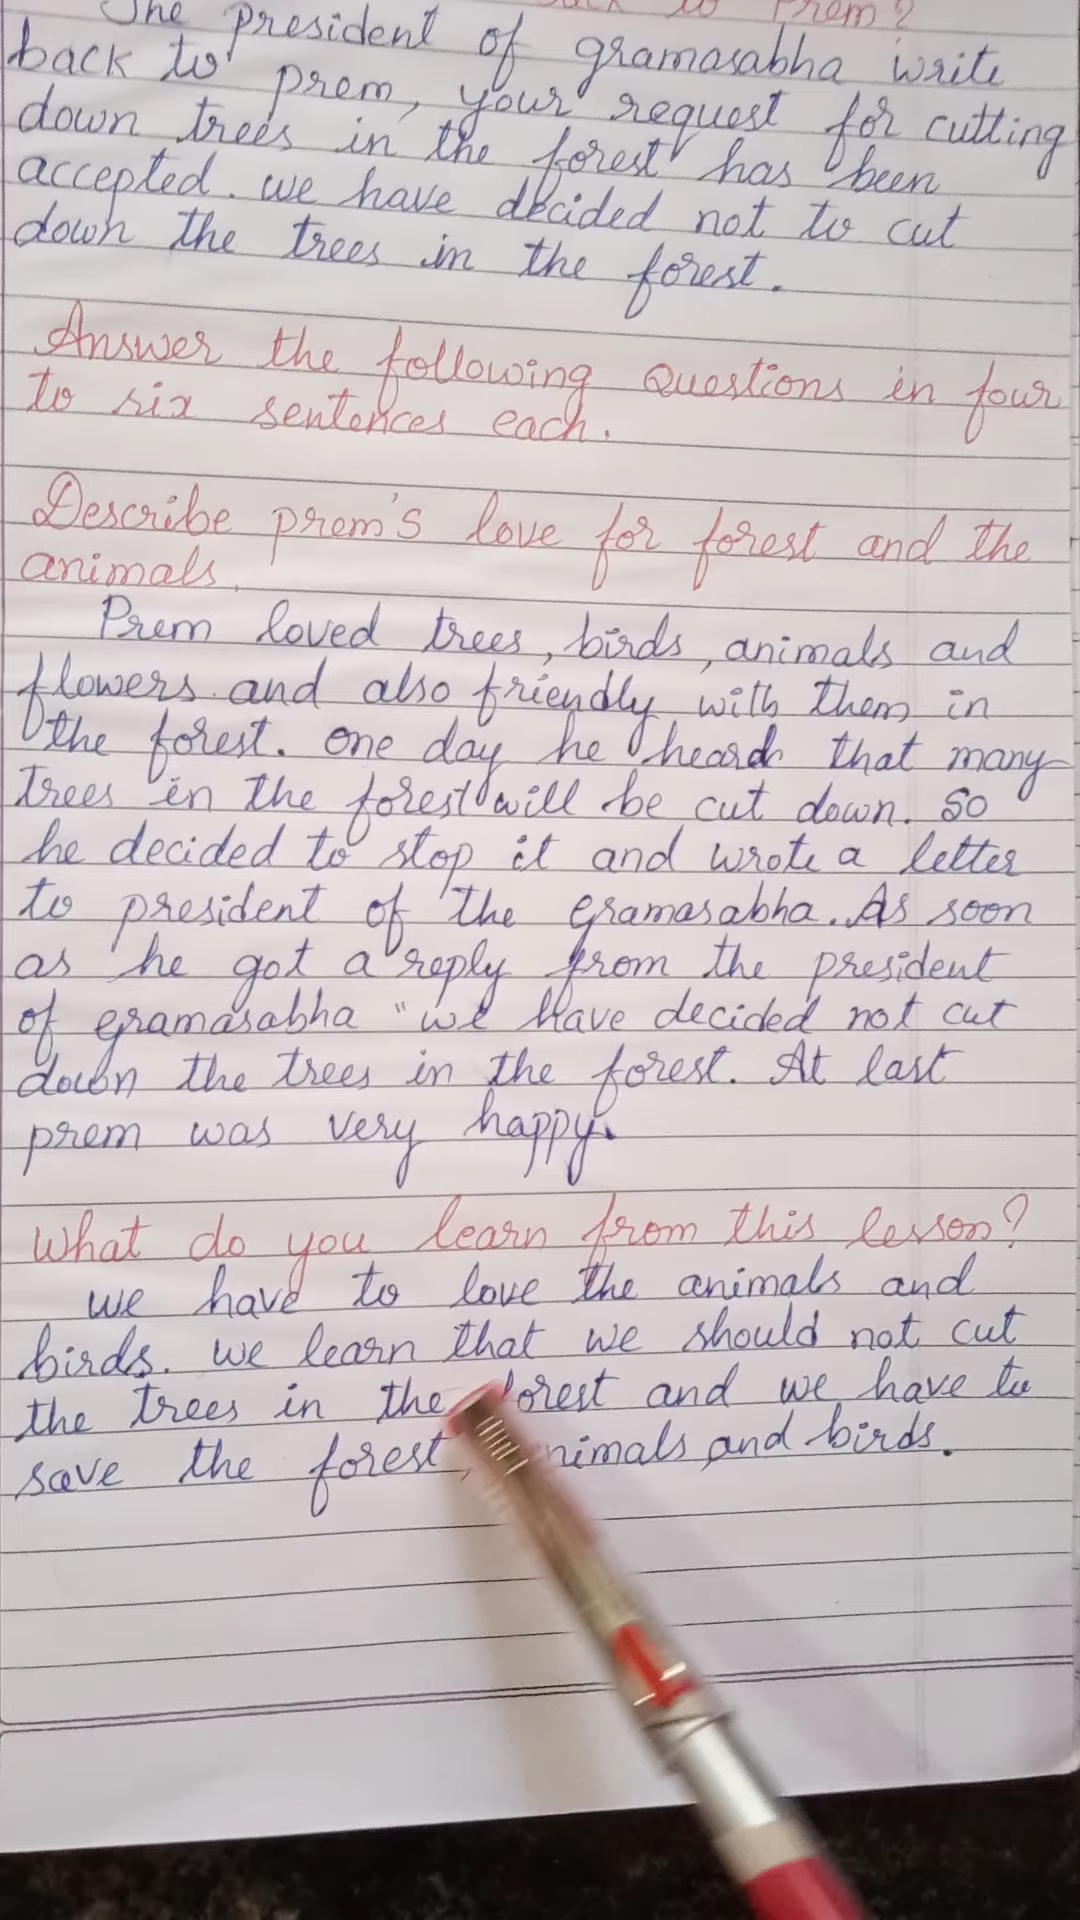 to Prem?
The president of gramasabha write
back to prem, your request for cutting
down trees in the forest has been
accepted. we have decided not to cut
down the trees in the forest.
Answer the following Questions in four
to six sentences each.
Describe prem's love for forest and the
animals.
Prem loved trees, birds, animals and
flowers. and also friendly with them in
the forest. One day he heard that many
trees in the forest will be cut down. So
he decided to stop it and wrote a letter
to president of the gramasabha. As soon
as he got a reply from the president
of gramasabha "we have decided not cut
down the trees in the forest. At last
prem was very happy.
What do you learn from this lesson?
we have to love the animals and
birds. we learn that we should not cut
the trees in the forest and we have to
save the forest, animals and birds.